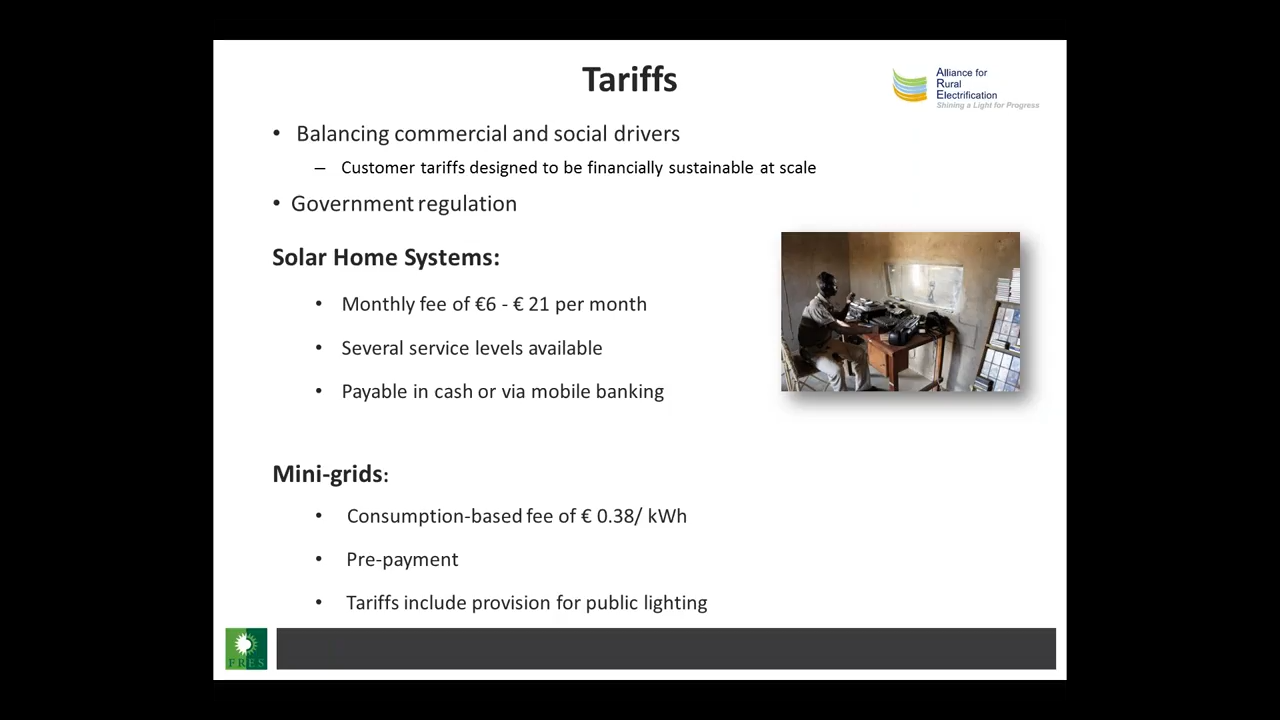 Tariffs
Alliance for
Rural
Electrification
Shining a Light for Progress
• Balancing commercial and social drivers
– Customer tariffs designed to be financially sustainable at scale
• Government regulation
Solar Home Systems:
• Monthly fee of €6 - € 21 per month
• Several service levels available
• Payable in cash or via mobile banking
Mini-grids:
• Consumption-based fee of € 0.38/ kWh
• Pre-payment
• Tariffs include provision for public lighting
FRES